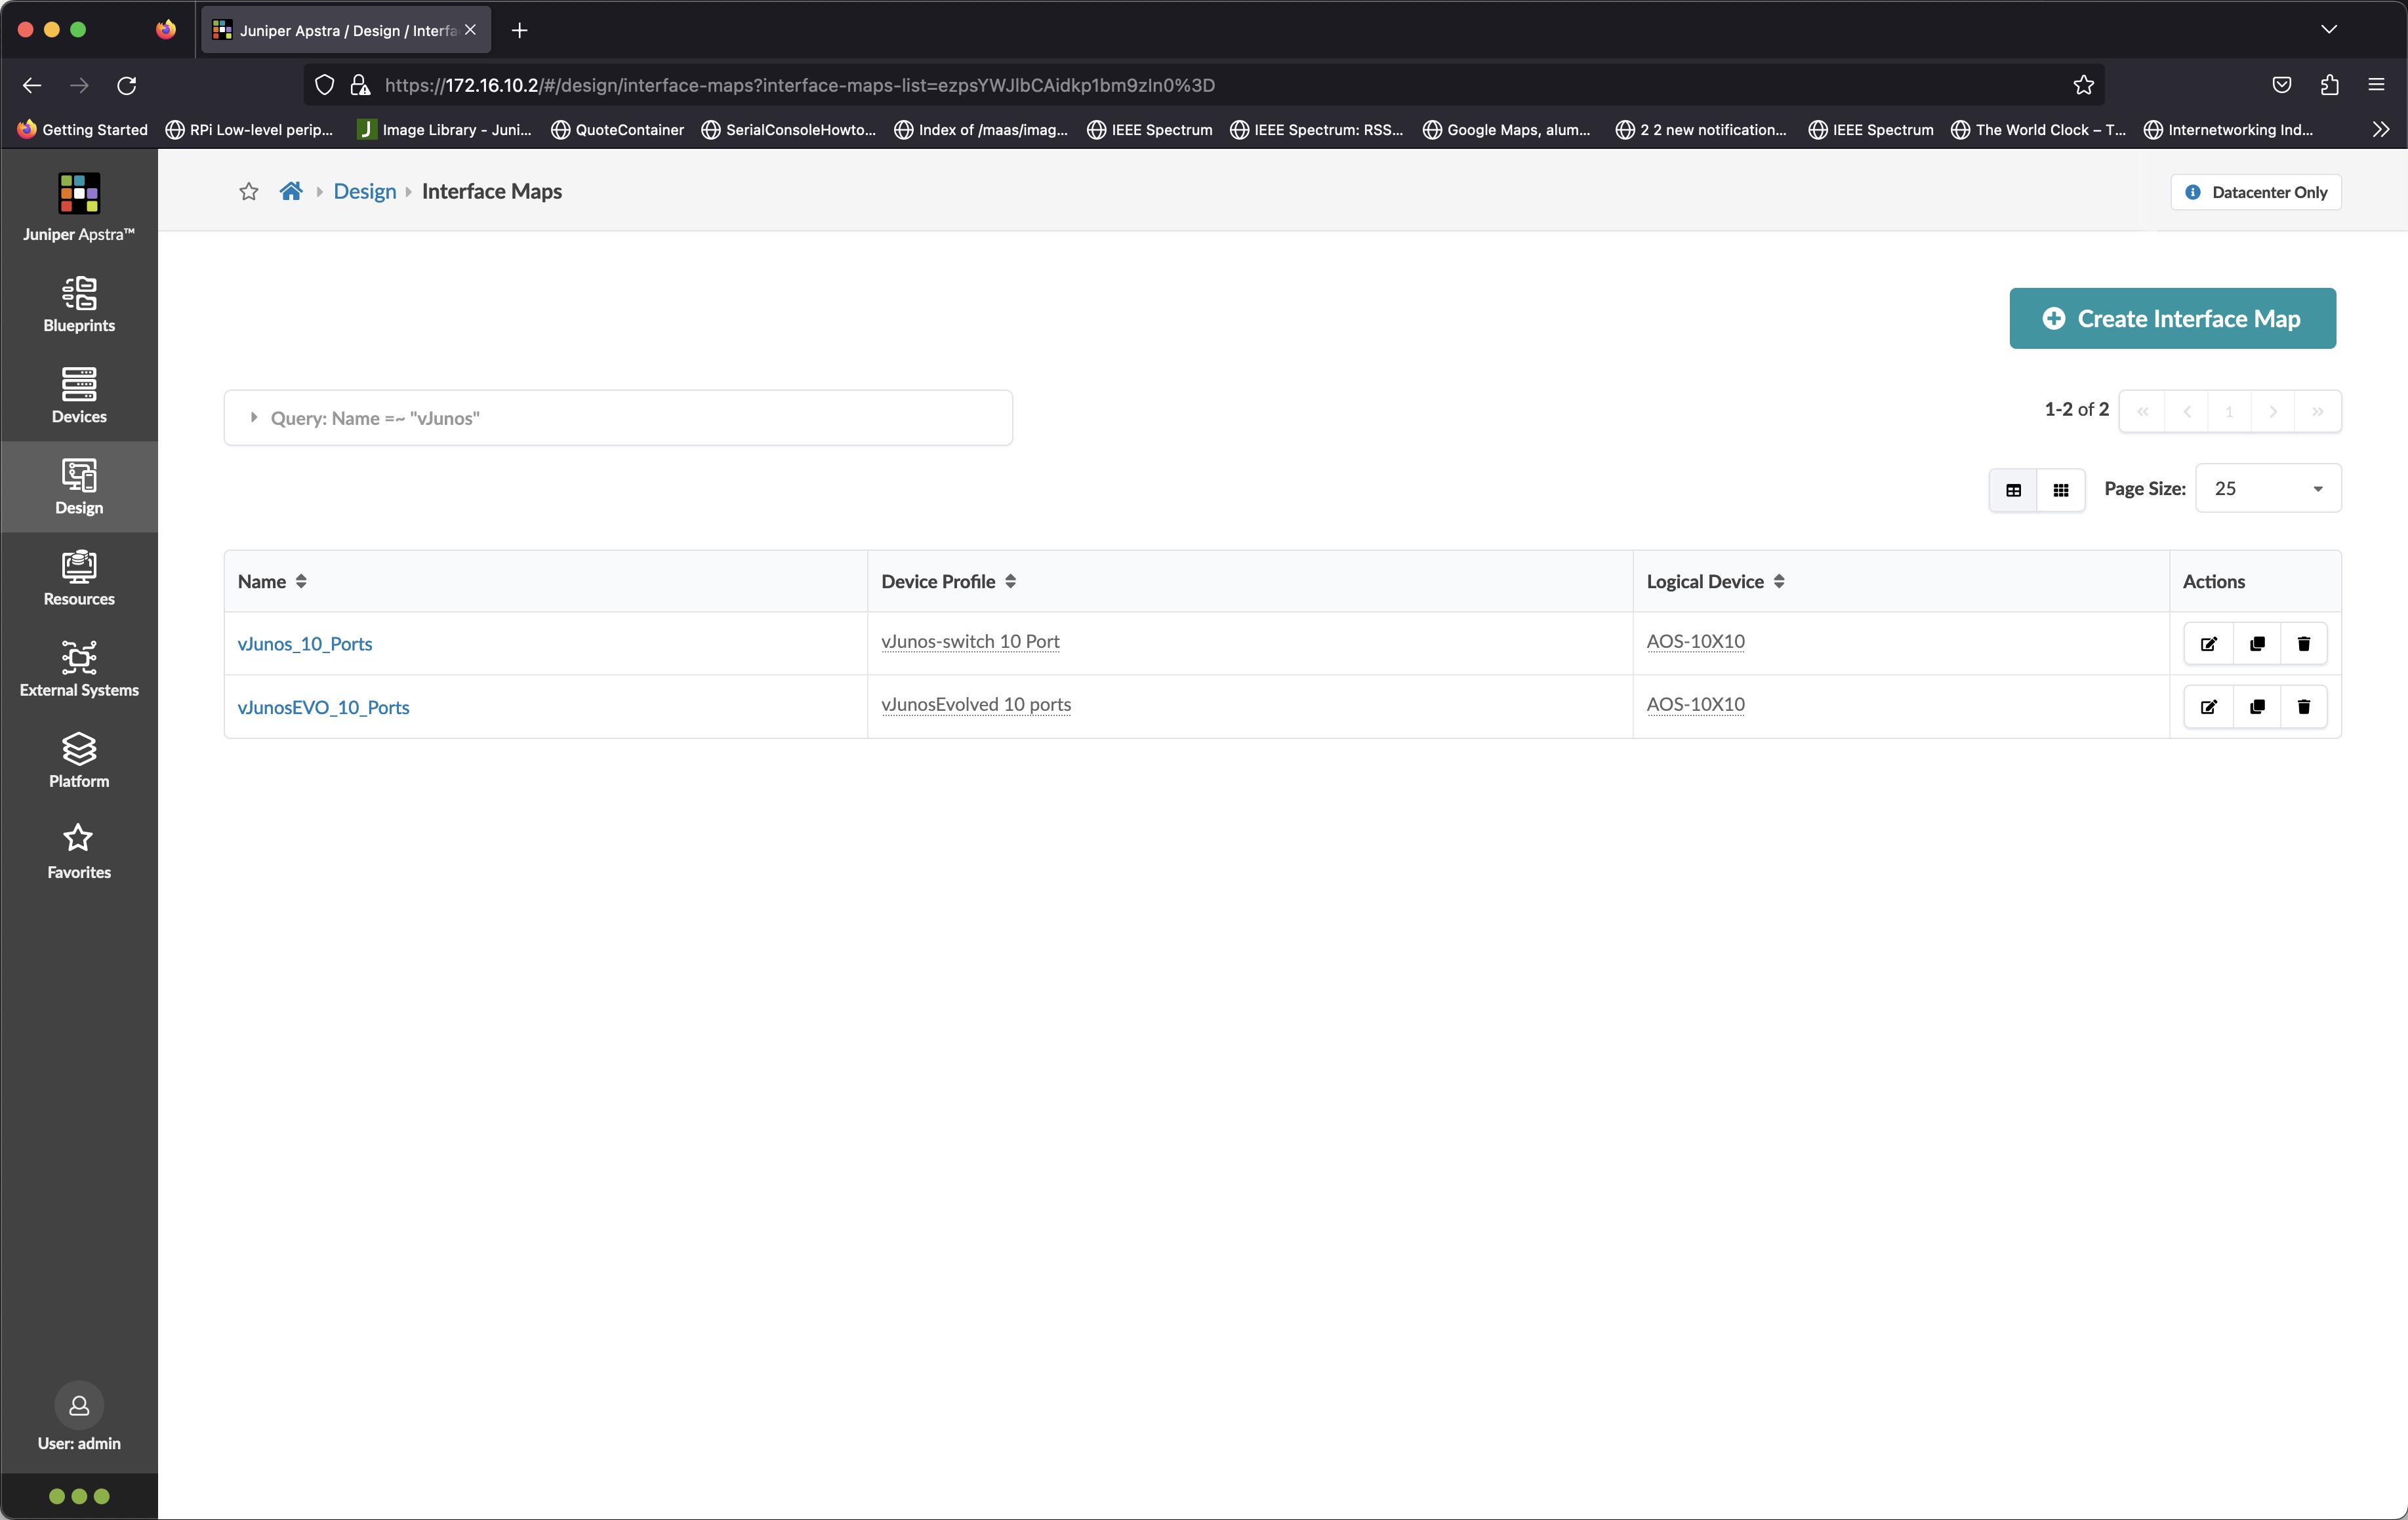 Juniper Apstra / Design / Interfa
https://172.16.10.2/#/design/interface-maps?interface-maps-list=ezpsYWJlbCAidkp1bm9zIn0%3D
Getting Started RPi Low-level perip... J Image Library - Juni... QuoteContainer SerialConsoleHowto... Index of /maas/imag... IEEE Spectrum IEEE Spectrum: RSS... Google Maps, alum... 2 2 new notification... IEEE Spectrum The World Clock – T... Internetworking Ind...
Juniper Apstra™
Blueprints
Devices
Design
Resources
External Systems
Platform
Favorites
User: admin
Design Interface Maps
Datacenter Only
Create Interface Map
Query: Name =~ "vJunos"
1-2 of 2 « < 1 > »
Page Size: 25
Name Device Profile Logical Device Actions
vJunos_10_Ports vJunos-switch 10 Port AOS-10X10
vJunosEVO_10_Ports vJunosEvolved 10 ports AOS-10X10